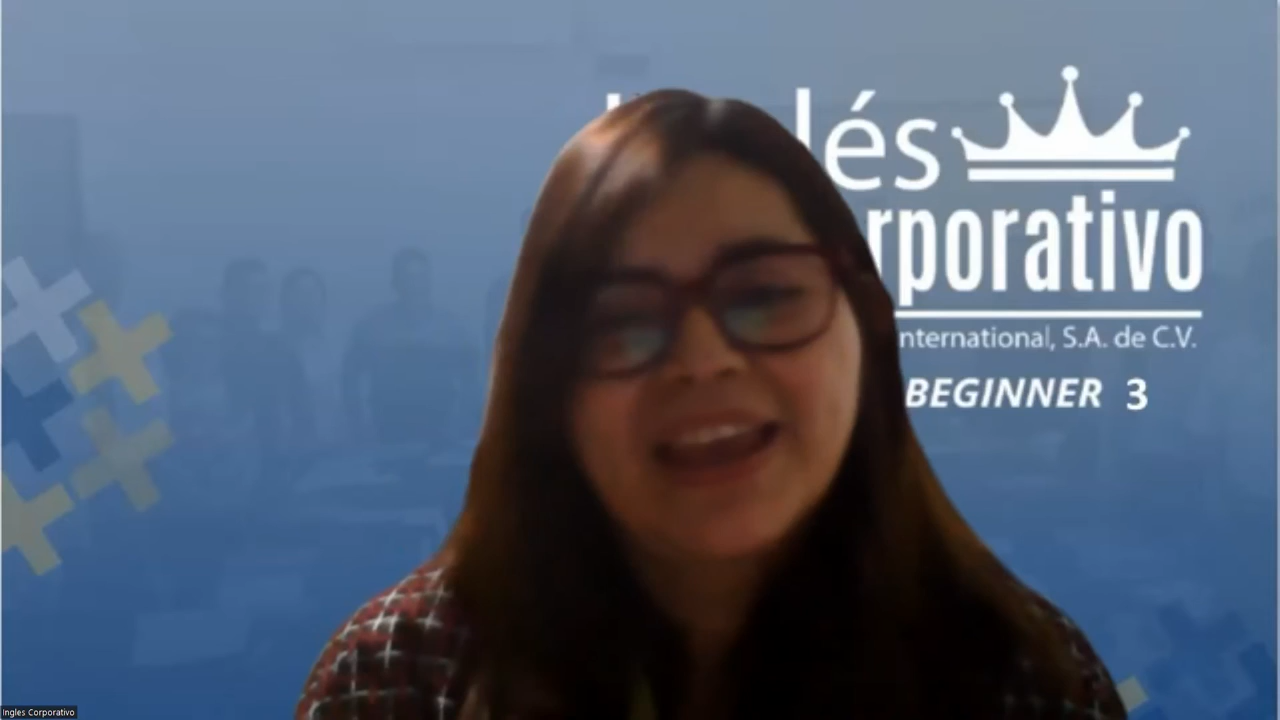 lés
rporativo
nternational, S.A. de C.V.
BEGINNER 3
Ingles Corporativo